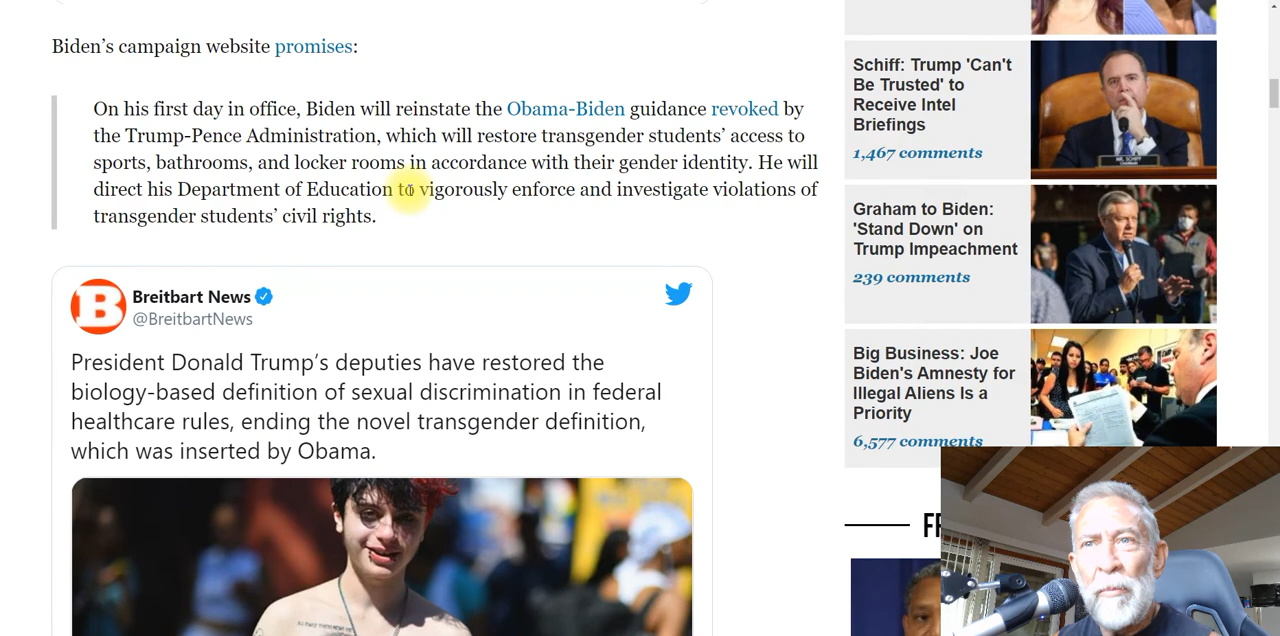 Biden’s campaign website promises:
On his first day in office, Biden will reinstate the Obama-Biden guidance revoked by
the Trump-Pence Administration, which will restore transgender students’ access to
sports, bathrooms, and locker rooms in accordance with their gender identity. He will
direct his Department of Education to vigorously enforce and investigate violations of
transgender students’ civil rights.
Breitbart News
@BreitbartNews
President Donald Trump’s deputies have restored the
biology-based definition of sexual discrimination in federal
healthcare rules, ending the novel transgender definition,
which was inserted by Obama.
Schiff: Trump 'Can't
Be Trusted' to
Receive Intel
Briefings
1,467 comments
Graham to Biden:
'Stand Down' on
Trump Impeachment
239 comments
Big Business: Joe
Biden's Amnesty for
Illegal Aliens Is a
Priority
6,577 comments